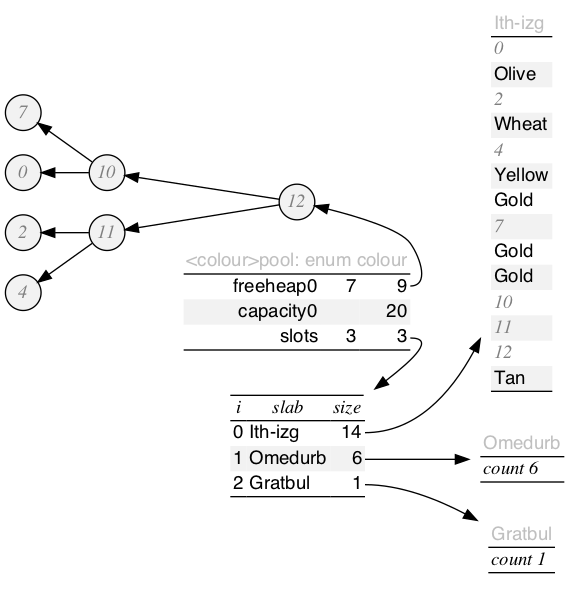 7
0
2
4
10
11
12
<colour>pool: enum colour
freeheap0 7 9
capacity0 20
slots 3 3
i slab size
0 Ith-izg 14
1 Omedurb 6
2 Gratbul 1
Ith-izg
0
Olive
2
Wheat
4
Yellow
Gold
7
Gold
Gold
10
11
12
Tan
Omedurb
count 6
Gratbul
count 1